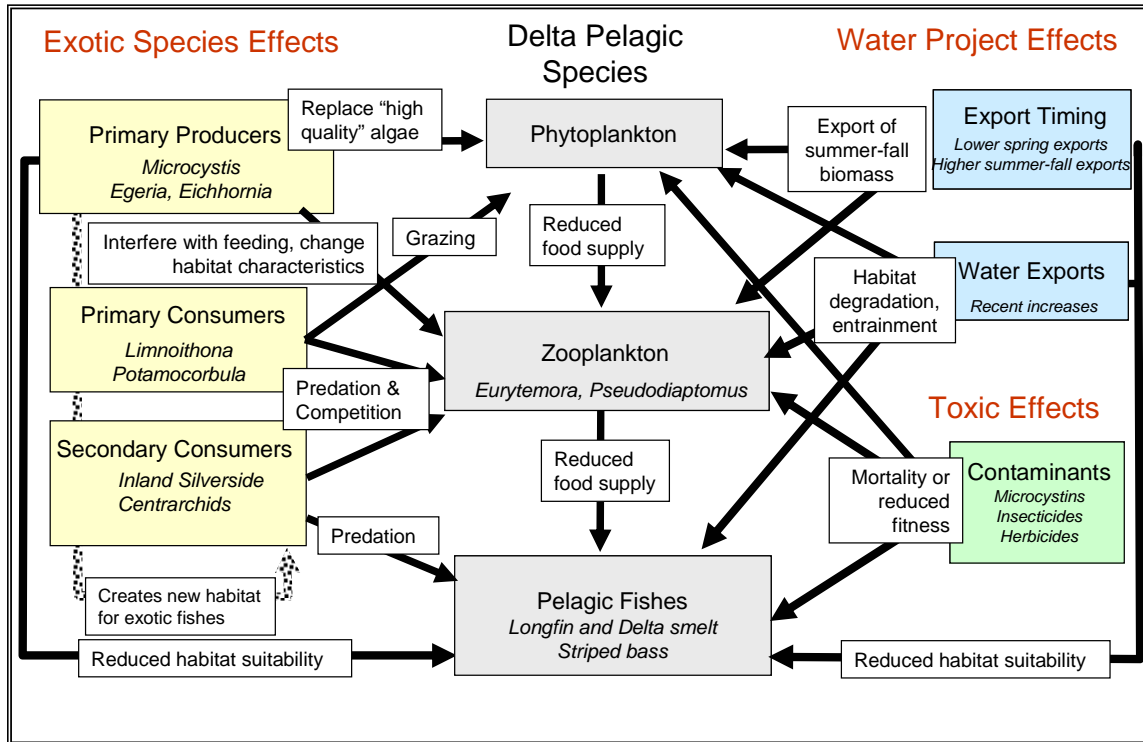 Exotic Species Effects
Delta Pelagic
Species
Water Project Effects
Primary Producers
Microcystis
Egeria, Eichhornia
Replace “high
quality” algae
Phytoplankton
Export of
summer-fall
biomass
Export Timing
Lower spring exports
Higher summer-fall exports
Interfere with feeding, change
habitat characteristics
Grazing
Reduced
food supply
Habitat
degradation,
entrainment
Water Exports
Recent increases
Primary Consumers
Limnoithona
Potamocorbula
Predation &
Competition
Zooplankton
Eurytemora, Pseudodiaptomus
Toxic Effects
Secondary Consumers
Inland Silverside
Centrarchids
Reduced
food supply
Mortality or
reduced
fitness
Contaminants
Microcystins
Insecticides
Herbicides
Predation
Creates new habitat
for exotic fishes
Pelagic Fishes
Longfin and Delta smelt
Striped bass
Reduced habitat suitability
Reduced habitat suitability